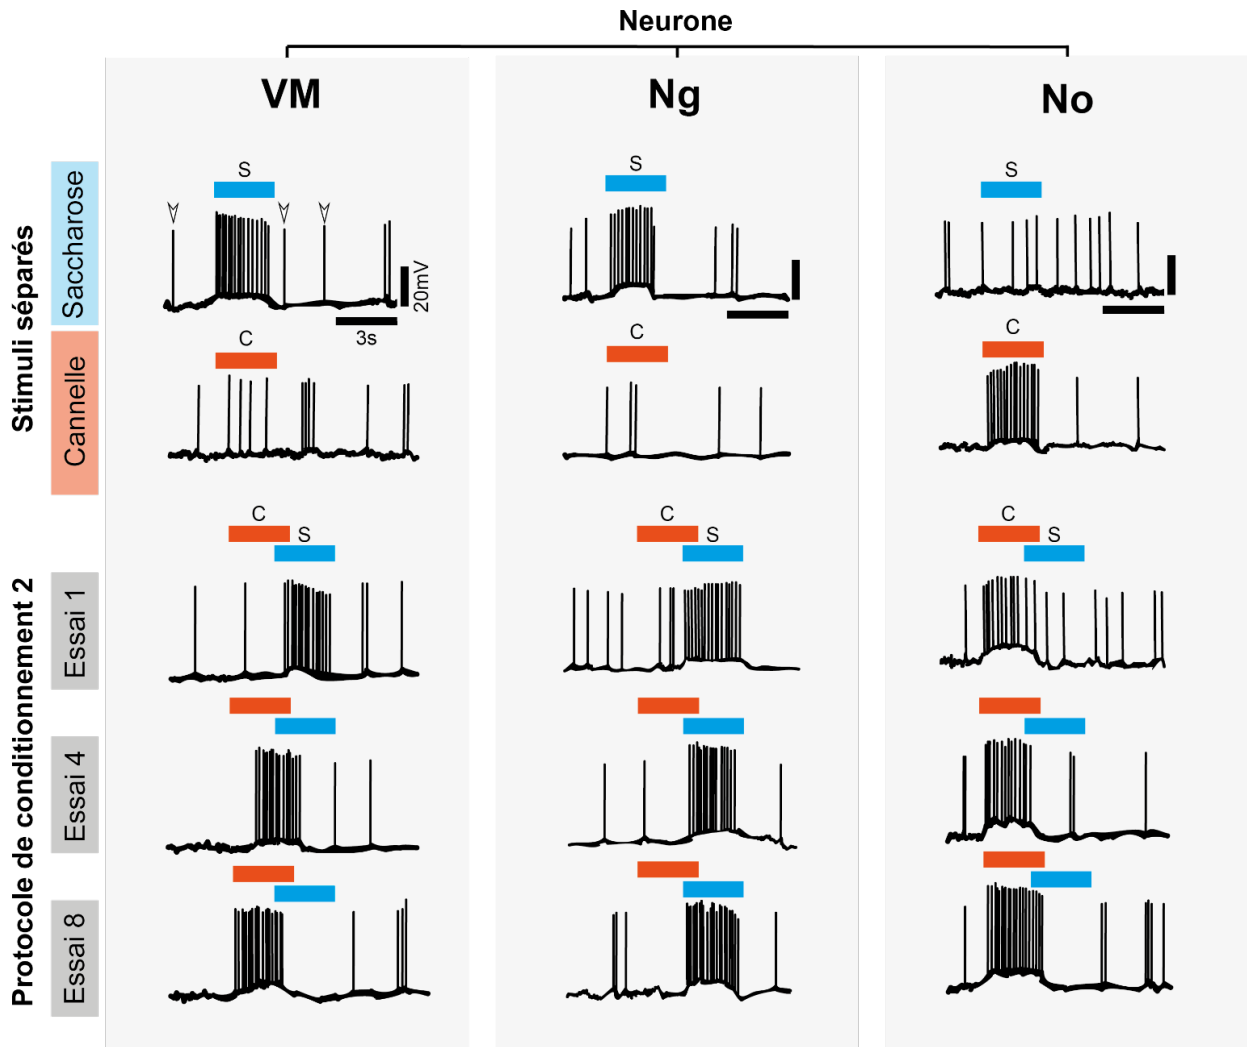 Neurone
VM
Ng
No
Stimuli séparés
Saccharose
S
S
S
20mV
3s
Cannelle
C
C
C
Protocole de conditionnement 2
Essai 1
C
S
C
S
C
S
Essai 4
Essai 8